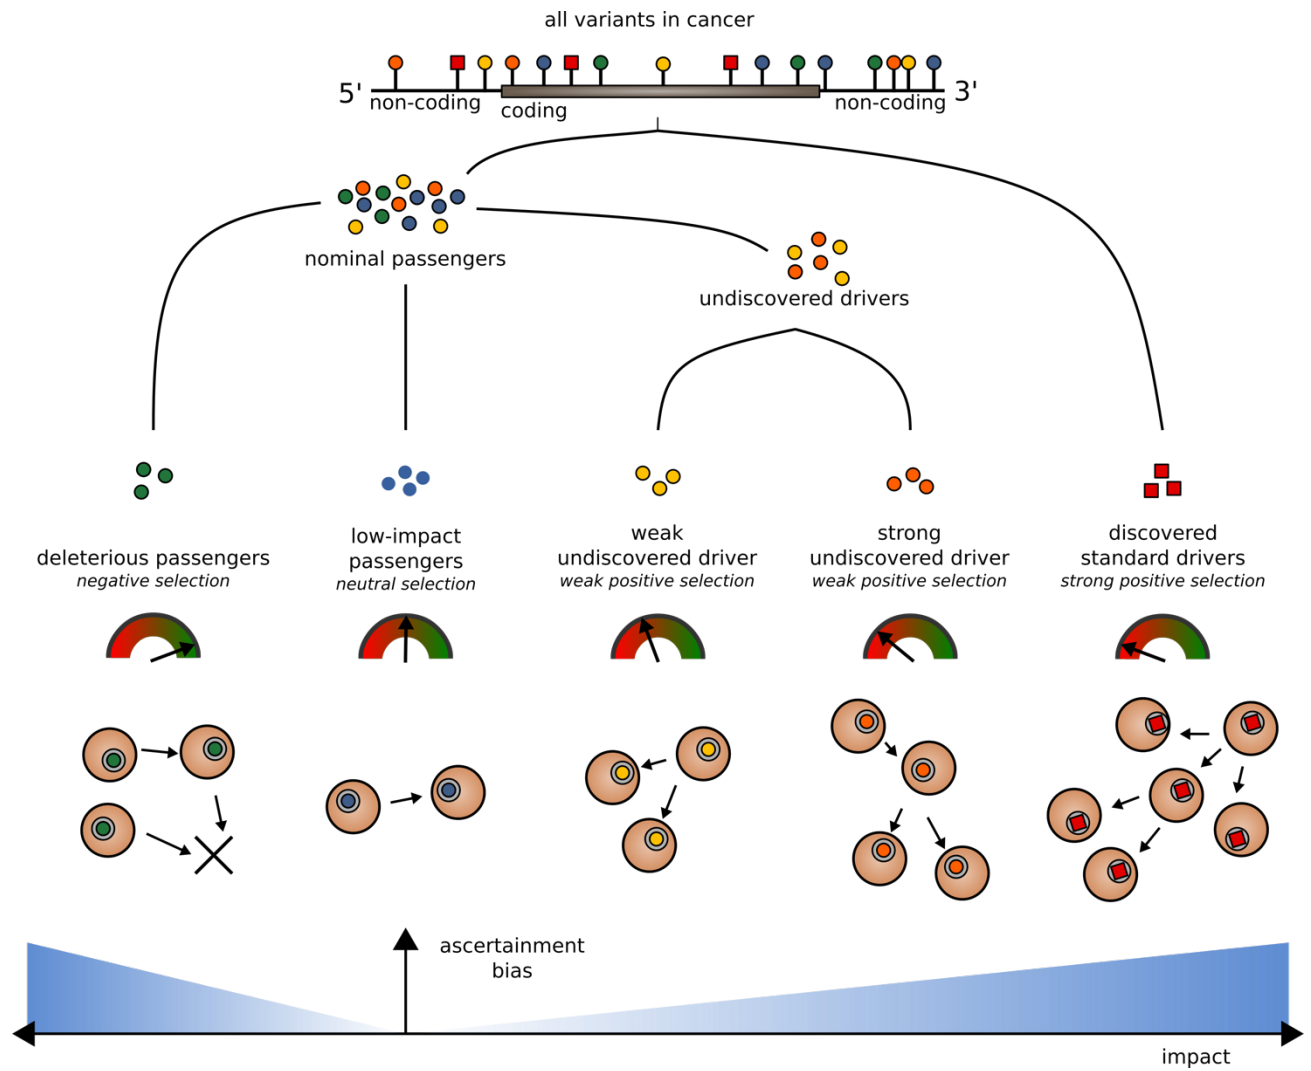 all variants in cancer
5'
non-coding
coding
non-coding
3'
nominal passengers
undiscovered drivers
deleterious passengers
negative selection
low-impact
passengers
neutral selection
weak
undiscovered driver
weak positive selection
strong
undiscovered driver
weak positive selection
discovered
standard drivers
strong positive selection
ascertainment
bias
impact